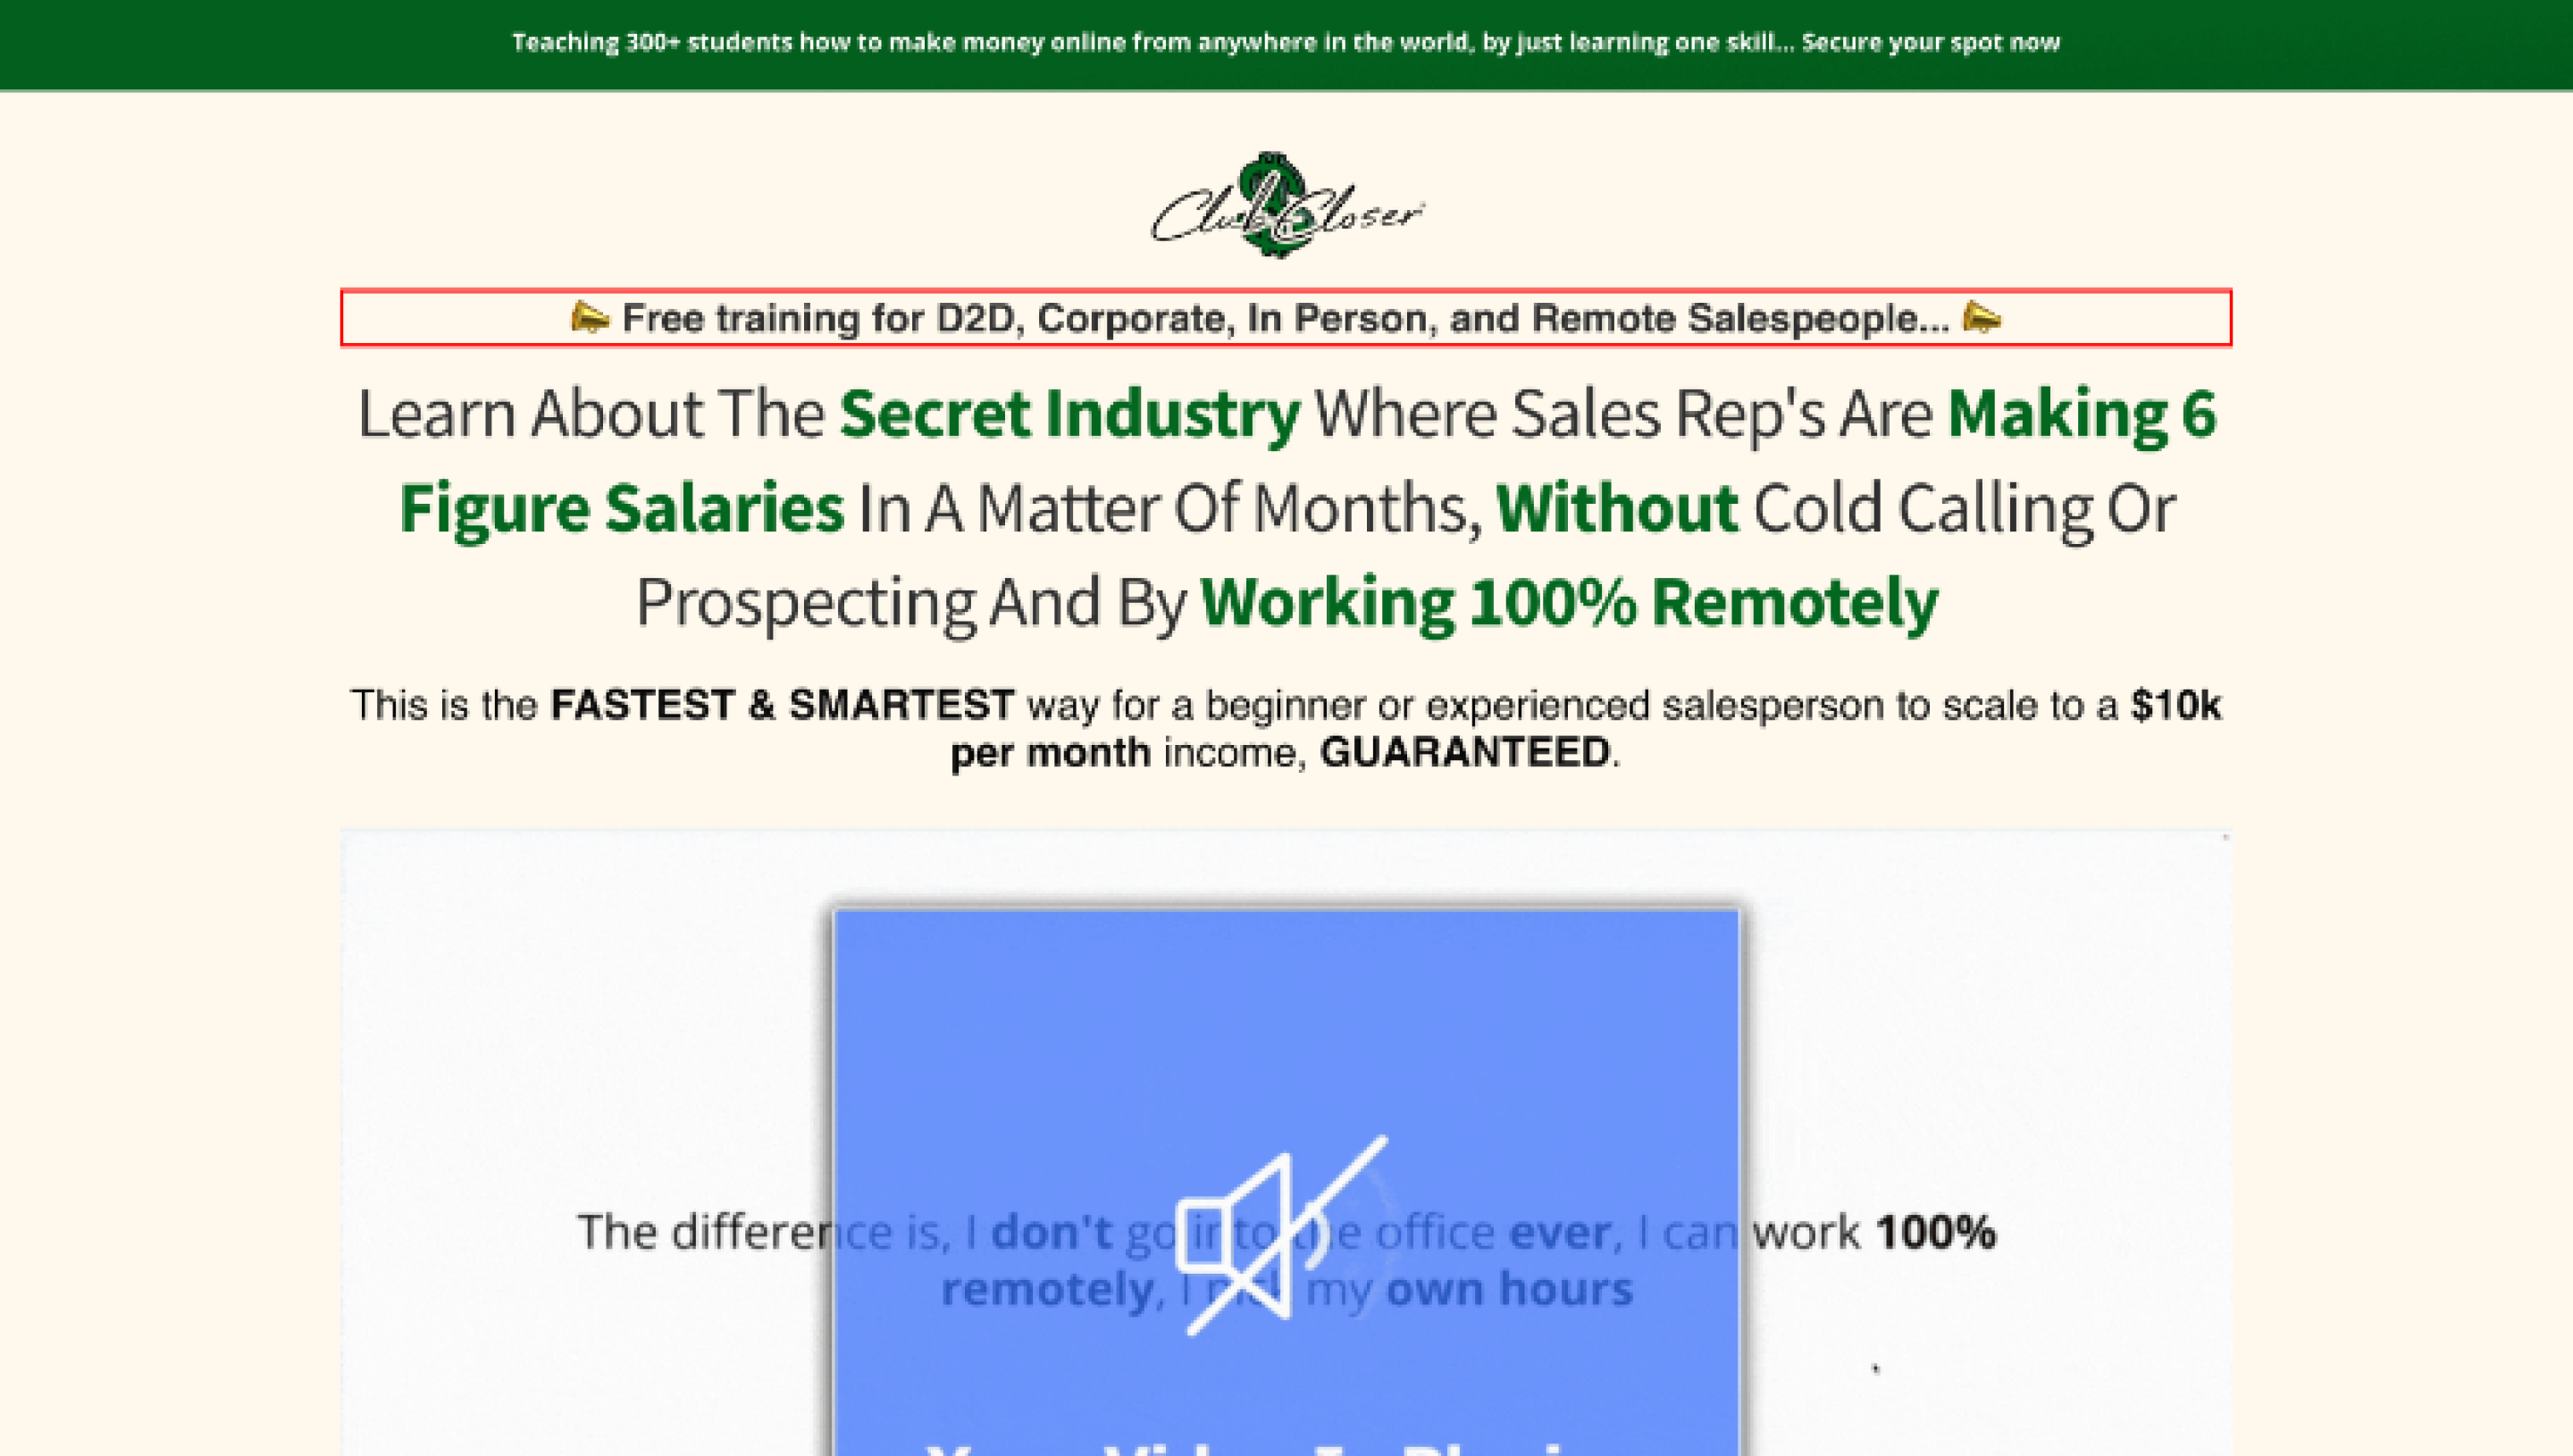 Teaching 300+ students how to make money online from anywhere in the world, by just learning one skill... Secure your spot now
Club Closer
📣 Free training for D2D, Corporate, In Person, and Remote Salespeople... 📣
Learn About The Secret Industry Where Sales Rep's Are Making 6
Figure Salaries In A Matter Of Months, Without Cold Calling Or
Prospecting And By Working 100% Remotely
This is the FASTEST & SMARTEST way for a beginner or experienced salesperson to scale to a $10k
per month income, GUARANTEED.
The difference is, I don't go into the office ever, I can work 100%
remotely, I my own hours